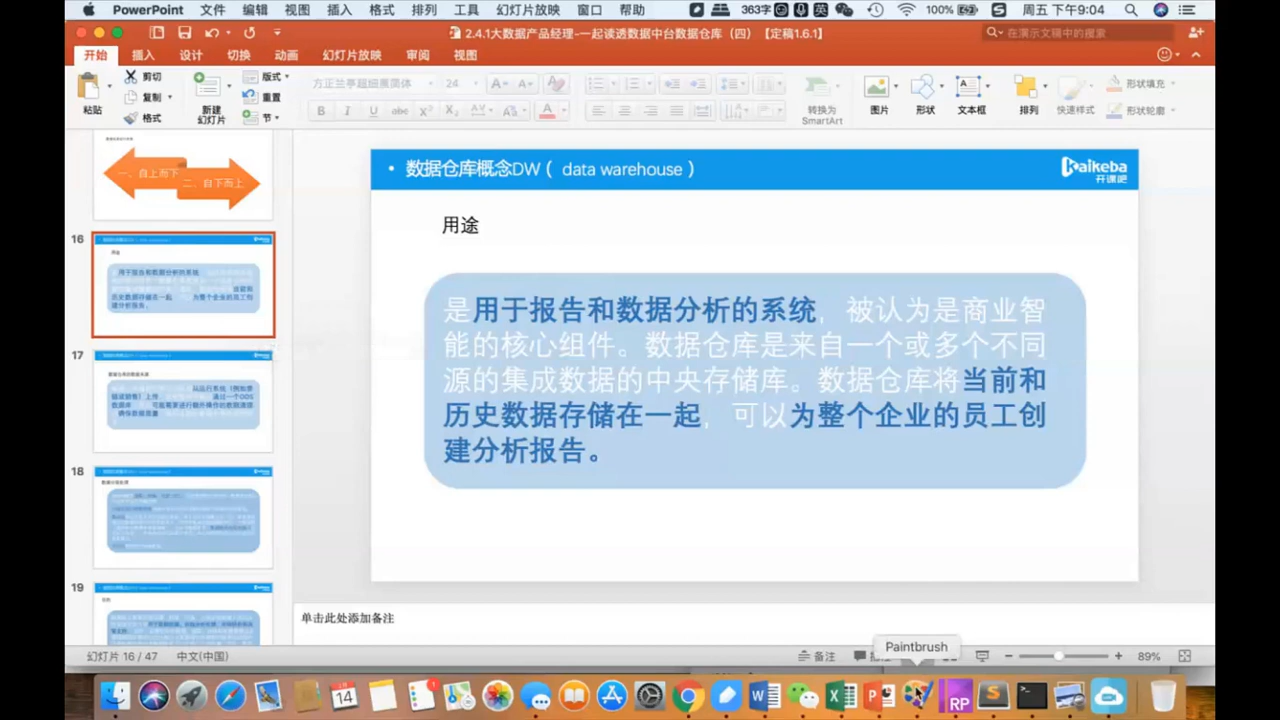 PowerPoint 文件 编辑 视图 插入 格式 排列 工具 幻灯片放映 窗口 帮助 363字 英 100% 周五 下午9:04
2.4.1大数据产品经理-一起读透数据中台数据仓库（四）【定稿1.6.1】 在演示文稿中搜索
开始 插入 设计 切换 动画 幻灯片放映 审阅 视图
粘贴 剪切 复制 格式 新建幻灯片 版式 重置 节 方正兰亭超细黑简体 24 转换为 SmartArt 图片 形状 文本框 排列 快速样式 形状填充 形状轮廓
一、自上而下
二、自下而上
16
17
18
19
• 数据仓库概念DW（ data warehouse ）
Kaikeba
开课吧
用途
是用于报告和数据分析的系统，被认为是商业智
能的核心组件。数据仓库是来自一个或多个不同
源的集成数据的中央存储库。数据仓库将当前和
历史数据存储在一起，可以为整个企业的员工创
建分析报告。
单击此处添加备注
幻灯片 16 / 47 中文(中国) 备注 89%
Paintbrush
14
1
RP